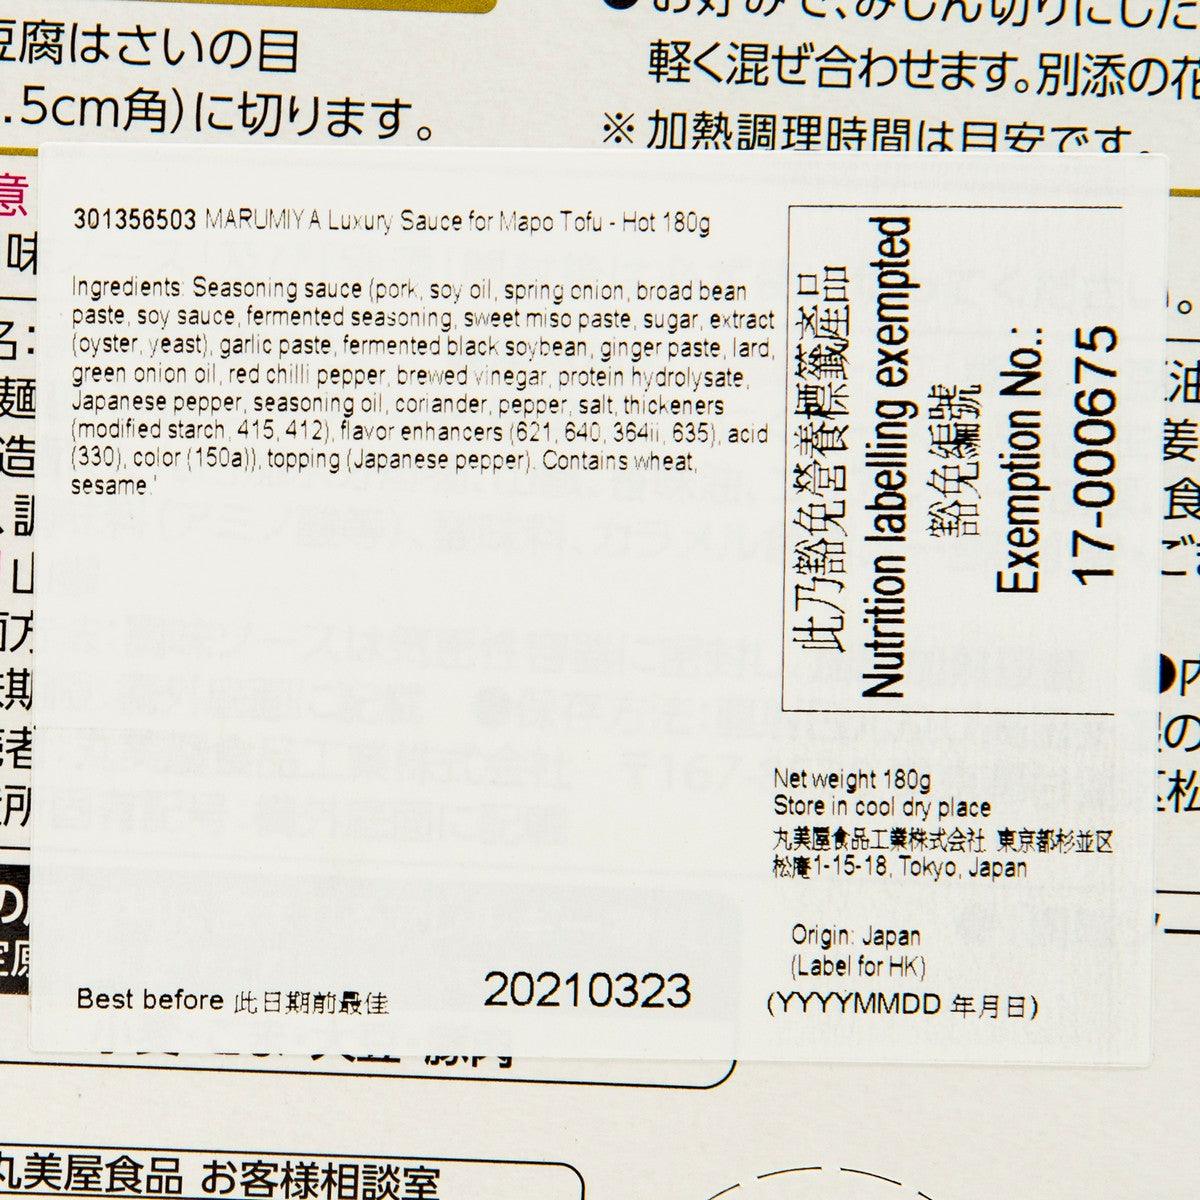 豆腐はさいの目
.5cm角)に切ります。
軽く混ぜ合わせます。別添の花
※加熱調理時間は目安です。
意
味
301356503 MARUMIYA Luxury Sauce for Mapo Tofu - Hot 180g
Ingredients: Seasoning sauce (pork, soy oil, spring onion, broad bean
paste, soy sauce, fermented seasoning, sweet miso paste, sugar, extract
(oyster, yeast), garlic paste, fermented black soybean, ginger paste, lard,
green onion oil, red chilli pepper, brewed vinegar, protein hydrolysate,
Japanese pepper, seasoning oil, coriander, pepper, salt, thickeners
(modified starch, 415, 412), flavor enhancers (621, 640, 364ii, 635), acid
(330), color (150a)), topping (Japanese pepper). Contains wheat,
sesame.'
此乃豁免營養標籤產品
Nutrition labelling exempted
豁免編號
Exemption No.:
17-000675
Net weight 180g
Store in cool dry place
丸美屋食品工業株式会社 東京都杉並区
松庵1-15-18, Tokyo, Japan
Origin: Japan
(Label for HK)
Best before 此日期前最佳 20210323 (YYYYMMDD 年月日)
丸美屋食品 お客様相談室